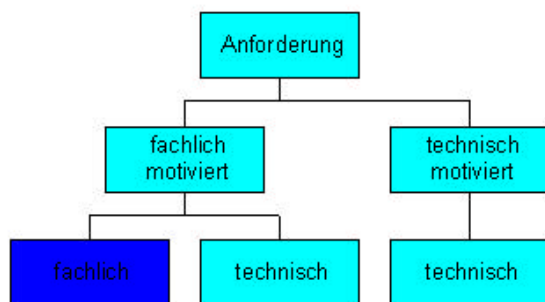 Anforderung
fachlich
motiviert
technisch
motiviert
fachlich
technisch
technisch